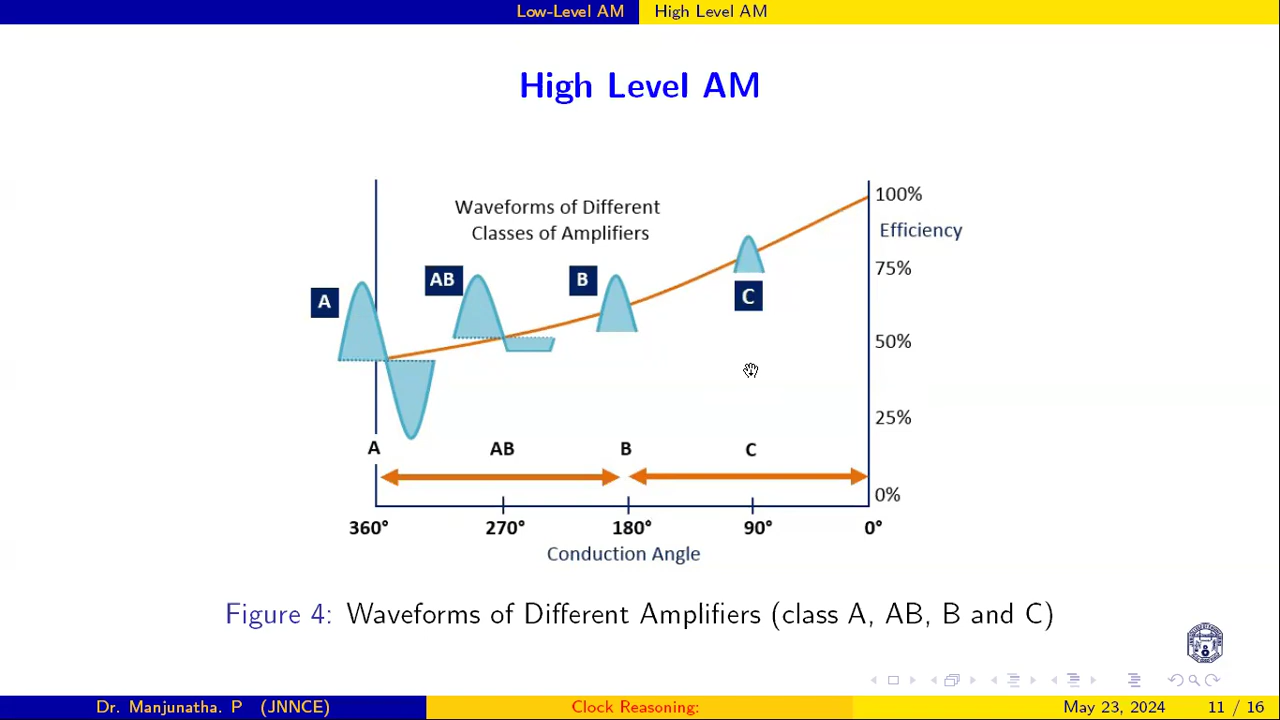 Low-Level AM High Level AM
High Level AM
Waveforms of Different
Classes of Amplifiers
100%
Efficiency
75%
50%
25%
0%
A
AB
B
C
A AB B C
360° 270° 180° 90° 0°
Conduction Angle
Figure 4: Waveforms of Different Amplifiers (class A, AB, B and C)
Dr. Manjunatha. P (JNNCE) Clock Reasoning: May 23, 2024 11 / 16